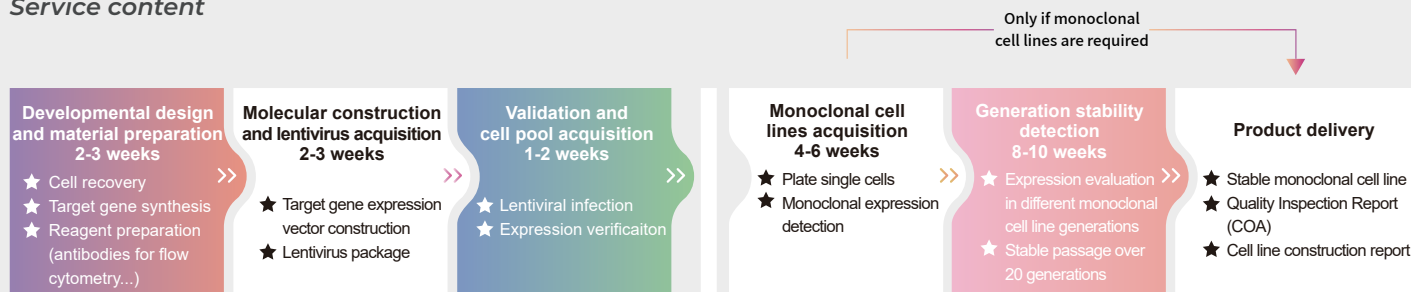 Service content
Only if monoclonal
cell lines are required
Developmental design
and material preparation
2-3 weeks
Cell recovery
Target gene synthesis
Reagent preparation
(antibodies for flow
cytometry...)
Molecular construction
and lentivirus acquisition
2-3 weeks
Target gene expression
vector construction
Lentivirus package
Validation and
cell pool acquisition
1-2 weeks
Lentiviral infection
Expression verificaiton
Monoclonal cell
lines acquisition
4-6 weeks
Plate single cells
Monoclonal expression
detection
Generation stability
detection
8-10 weeks
Expression evaluation
in different monoclonal
cell line generations
Stable passage over
20 generations
Product delivery
Stable monoclonal cell line
Quality Inspection Report
(COA)
Cell line construction report